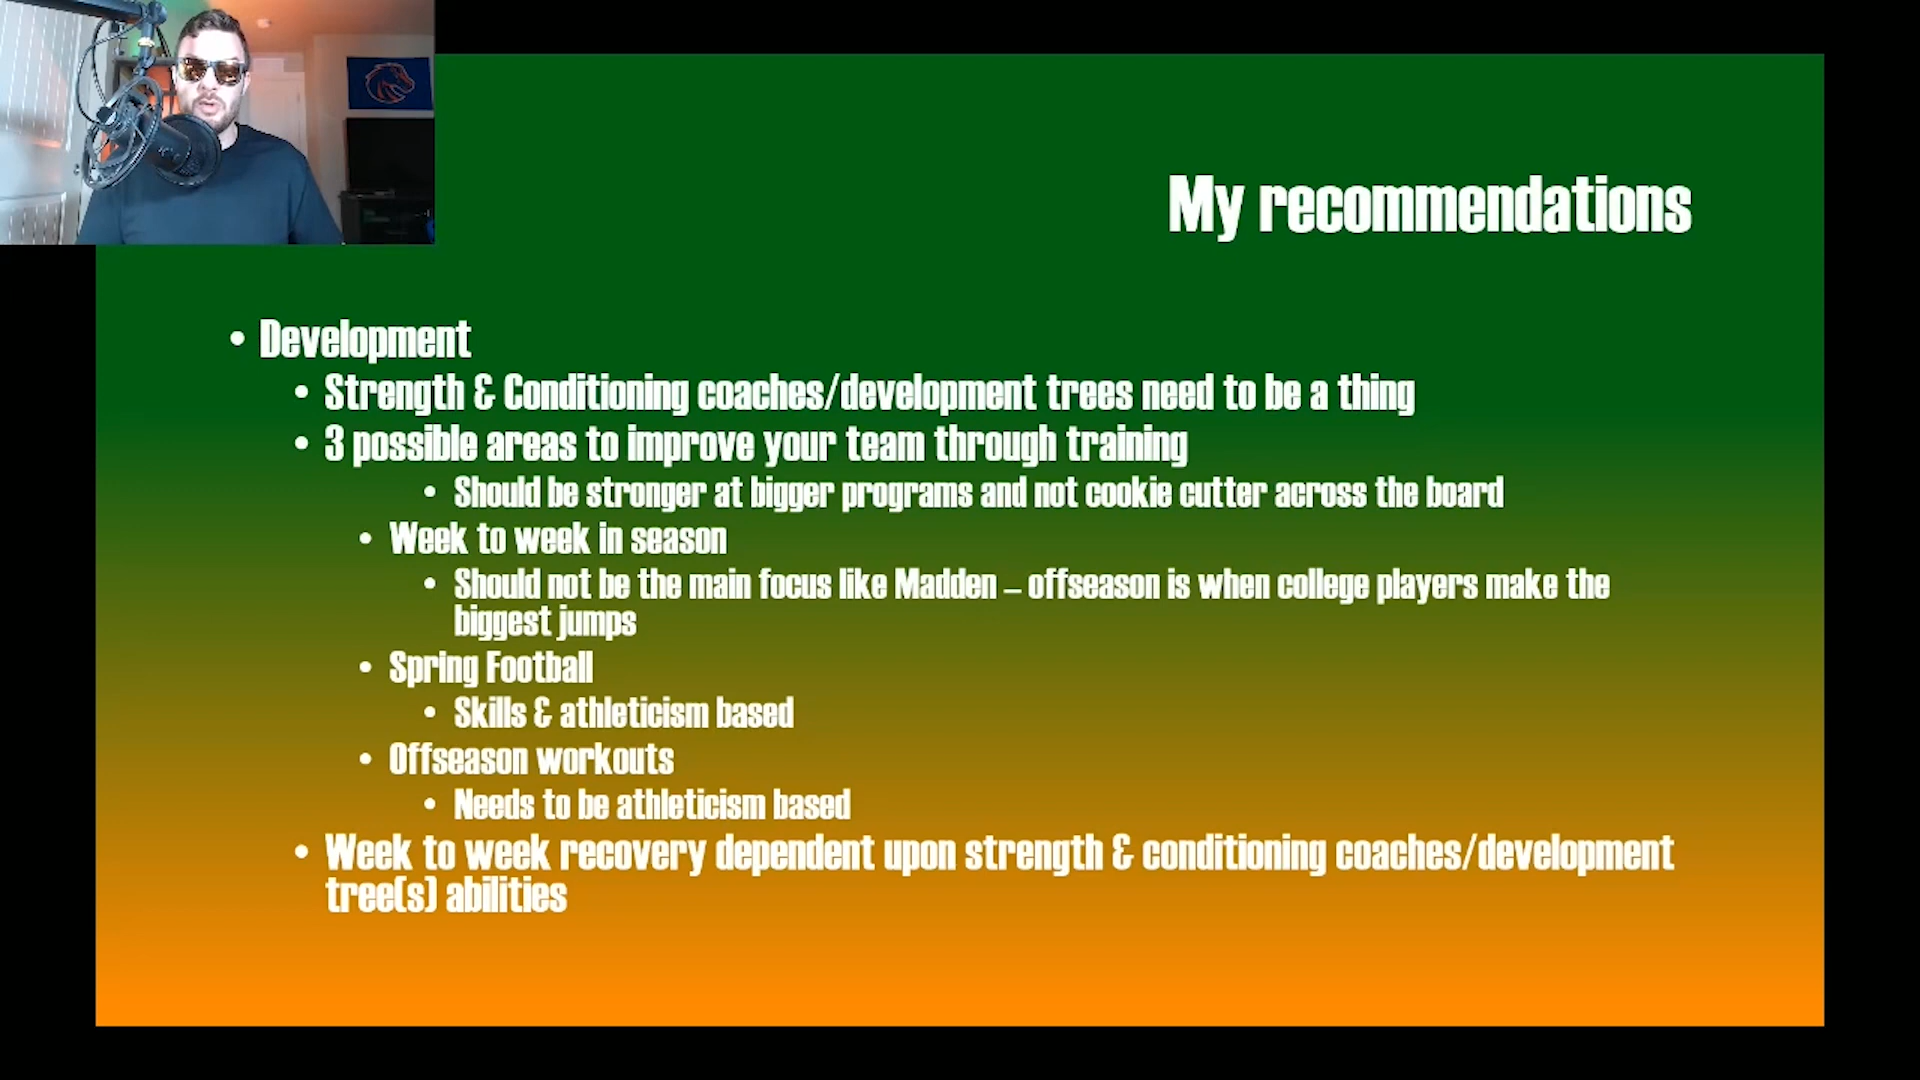 My recommendations
• Development
• Strength & Conditioning coaches/development trees need to be a thing
• 3 possible areas to improve your team through training
• Should be stronger at bigger programs and not cookie cutter across the board
• Week to week in season
• Should not be the main focus like Madden – offseason is when college players make the
biggest jumps
• Spring Football
• Skills & athleticism based
• Offseason workouts
• Needs to be athleticism based
• Week to week recovery dependent upon strength & conditioning coaches/development
tree(s) abilities